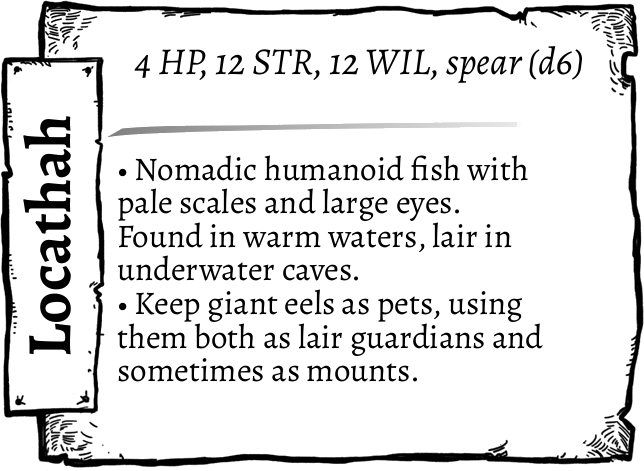 Locathah
4 HP, 12 STR, 12 WIL, spear (d6)
• Nomadic humanoid fish with
pale scales and large eyes.
Found in warm waters, lair in
underwater caves.
• Keep giant eels as pets, using
them both as lair guardians and
sometimes as mounts.